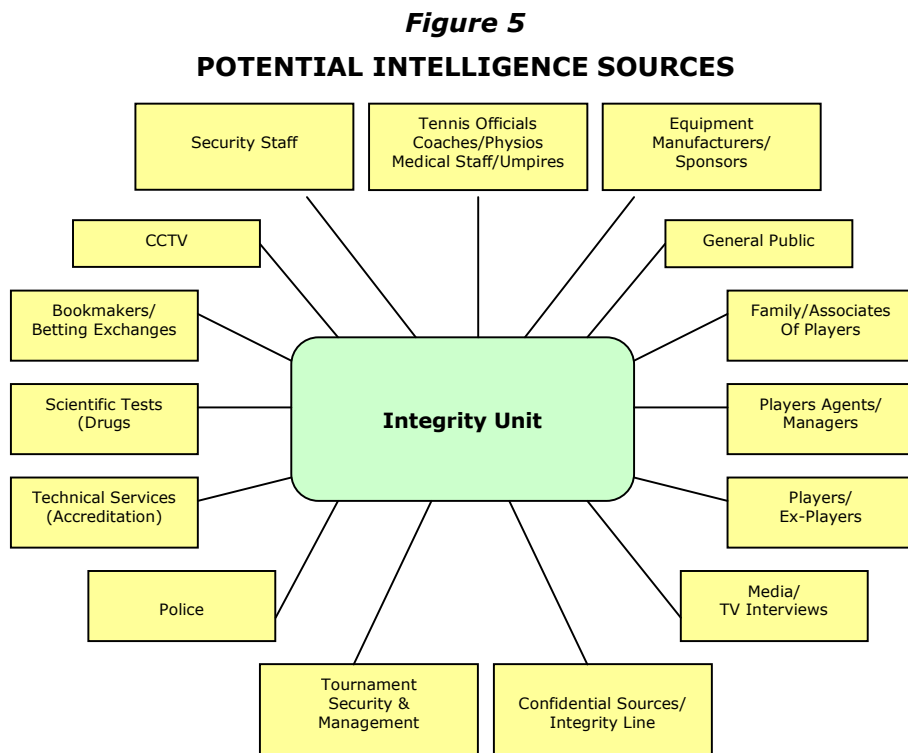 Figure 5
POTENTIAL INTELLIGENCE SOURCES
Security Staff
Tennis Officials
Coaches/Physios
Medical Staff/Umpires
Equipment
Manufacturers/
Sponsors
CCTV
General Public
Bookmakers/
Betting Exchanges
Family/Associates
Of Players
Scientific Tests
(Drugs
Integrity Unit
Players Agents/
Managers
Technical Services
(Accreditation)
Players/
Ex-Players
Police
Media/
TV Interviews
Tournament
Security &
Management
Confidential Sources/
Integrity Line